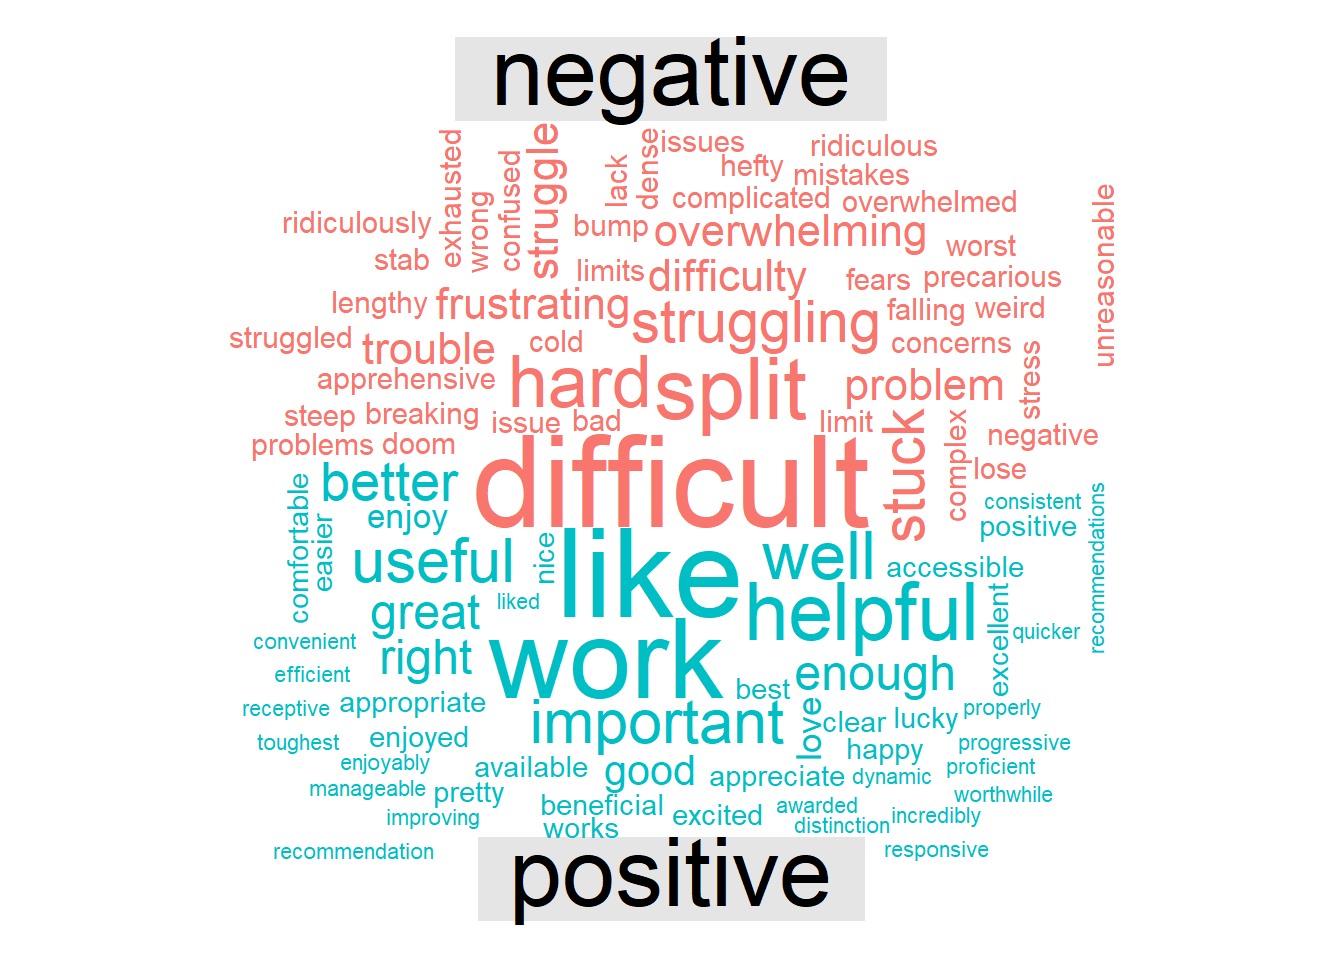 negative
exhausted
wrong
confused
struggle
lack
dense
issues
hefty
ridiculous
mistakes
complicated
overwhelmed
ridiculously
stab
bump
overwhelming
worst
unreasonable
limits
difficulty
fears
precarious
lengthy
frustrating
struggling
falling
weird
struggled
trouble
cold
concerns
apprehensive
hard
split
problem
stress
steep
breaking
issue
bad
limit
stuck
complex
negative
problems
doom
difficult
lose
better
comfortable
easier
enjoy
consistent
positive
recommendations
useful
nice
like
well
accessible
great
liked
helpful
excellent
quicker
convenient
right
work
enough
efficient
best
receptive
appropriate
important
love
clear
lucky
properly
toughest
enjoyed
happy
progressive
enjoyably
available
good
appreciate
dynamic
proficient
manageable
pretty
beneficial
excited
awarded
worthwhile
improving
works
distinction
incredibly
recommendation
responsive
positive